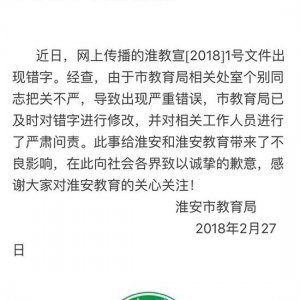 近日，网上传播的淮教宣[2018]1号文件出
现错字。经查，由于市教育局相关处室个别同
志把关不严，导致出现严重错误，市教育局已
及时对错字进行修改，并对相关工作人员进行
了严肃问责。此事给淮安和淮安教育带来了不
良影响，在此向社会各界致以诚挚的歉意，感
谢大家对淮安教育的关心关注！
淮安市教育局
2018年2月27
日